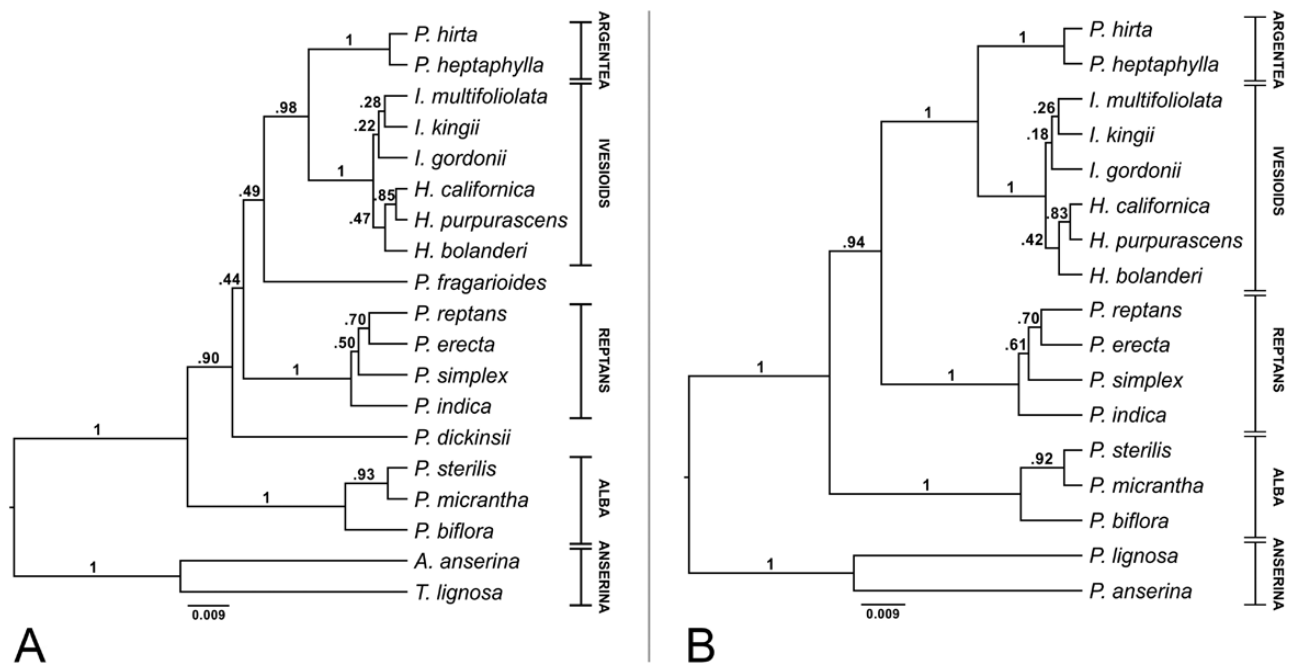 P. hirta
1
P. heptaphylla
ARGENTEA
.98
I. multifoliolata
.28
I. kingii
.22
I. gordonii
1
H. californica
.85
H. purpurascens
.47
H. bolanderi
IVESIOIDS
.49
P. fragarioides
.44
P. reptans
.70
P. erecta
.50
P. simplex
1
P. indica
REPTANS
.90
P. dickinsii
1
P. sterilis
.93
P. micrantha
1
P. biflora
ALBA
A. anserina
1
T. lignosa
ANSERINA
0.009
A
P. hirta
1
P. heptaphylla
ARGENTEA
1
I. multifoliolata
.26
I. kingii
.18
I. gordonii
1
H. californica
.83
H. purpurascens
.42
H. bolanderi
IVESIOIDS
.94
P. reptans
.70
P. erecta
.61
P. simplex
1
P. indica
REPTANS
1
P. sterilis
.92
P. micrantha
1
P. biflora
ALBA
P. lignosa
1
P. anserina
ANSERINA
0.009
B